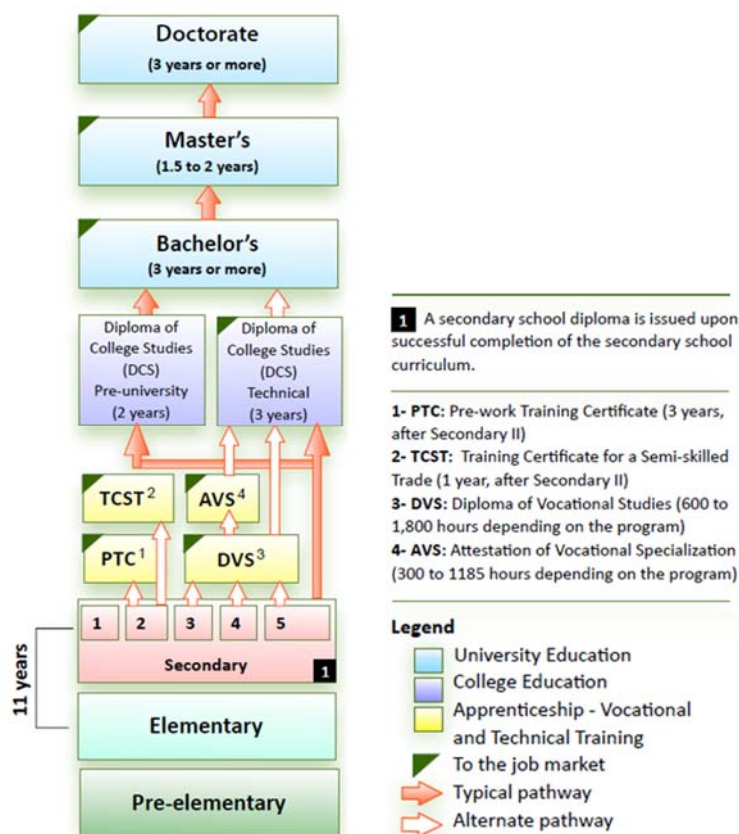 Doctorate
(3 years or more)
Master's
(1.5 to 2 years)
Bachelor's
(3 years or more)
Diploma of
College Studies
(DCS)
Pre-university
(2 years)
Diploma of
College Studies
(DCS)
Technical
(3 years)
TCST2
AVS4
PTC1
DVS3
1 2 3 4 5
Secondary
1
11 years
Elementary
Pre-elementary
1 A secondary school diploma is issued upon
successful completion of the secondary school
curriculum.
1- PTC: Pre-work Training Certificate (3 years,
after Secondary II)
2- TCST: Training Certificate for a Semi-skilled
Trade (1 year, after Secondary II)
3- DVS: Diploma of Vocational Studies (600 to
1,800 hours depending on the program)
4- AVS: Attestation of Vocational Specialization
(300 to 1185 hours depending on the program)
Legend
University Education
College Education
Apprenticeship - Vocational
and Technical Training
To the job market
Typical pathway
Alternate pathway